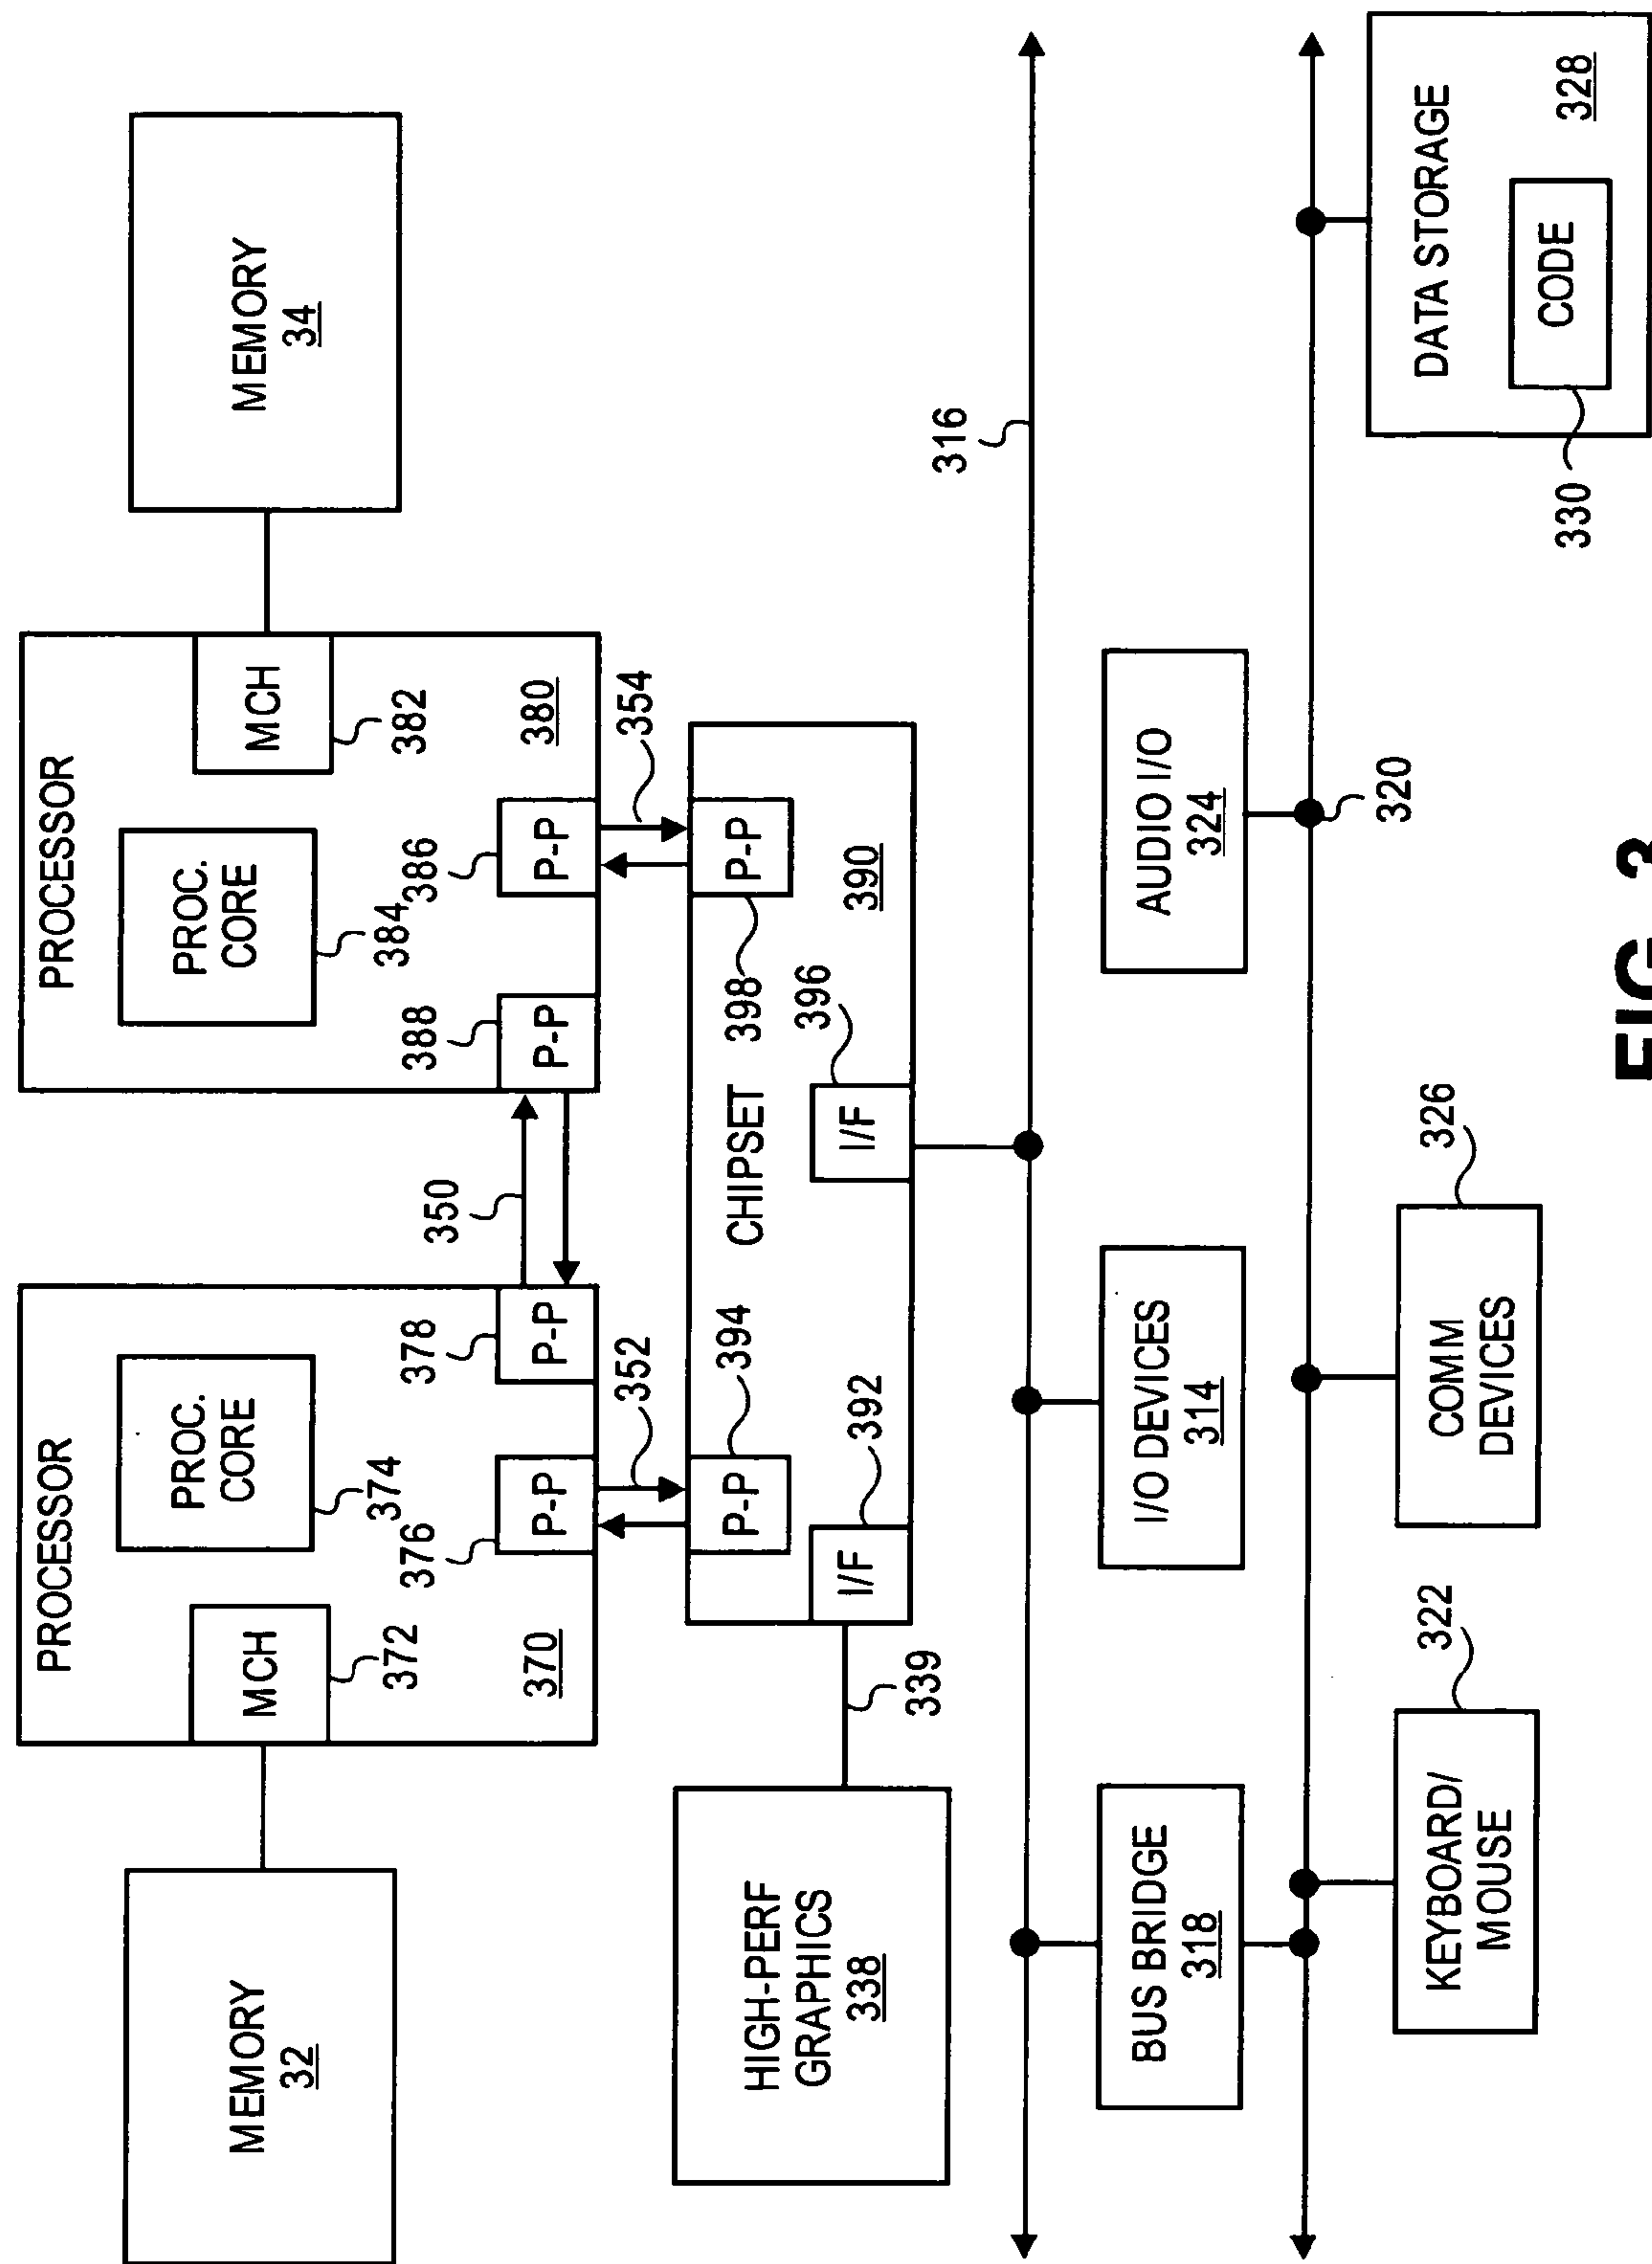 PROCESSOR
PROCESSOR
PROC.
CORE
374
PROC.
CORE
384
MEMORY
32
MCH
372
MCH
382
MEMORY
34
370
376
P-P
378
P-P
350
388
P-P
386
P-P
380
352
354
HIGH-PERF
GRAPHICS
338
339
P-P
394
CHIPSET
P-P
398
I/F
392
I/F
396
390
316
BUS BRIDGE
318
I/O DEVICES
314
AUDIO I/O
324
320
KEYBOARD/
MOUSE
322
COMM
DEVICES
326
DATA STORAGE
328
CODE
330
FIG. 3